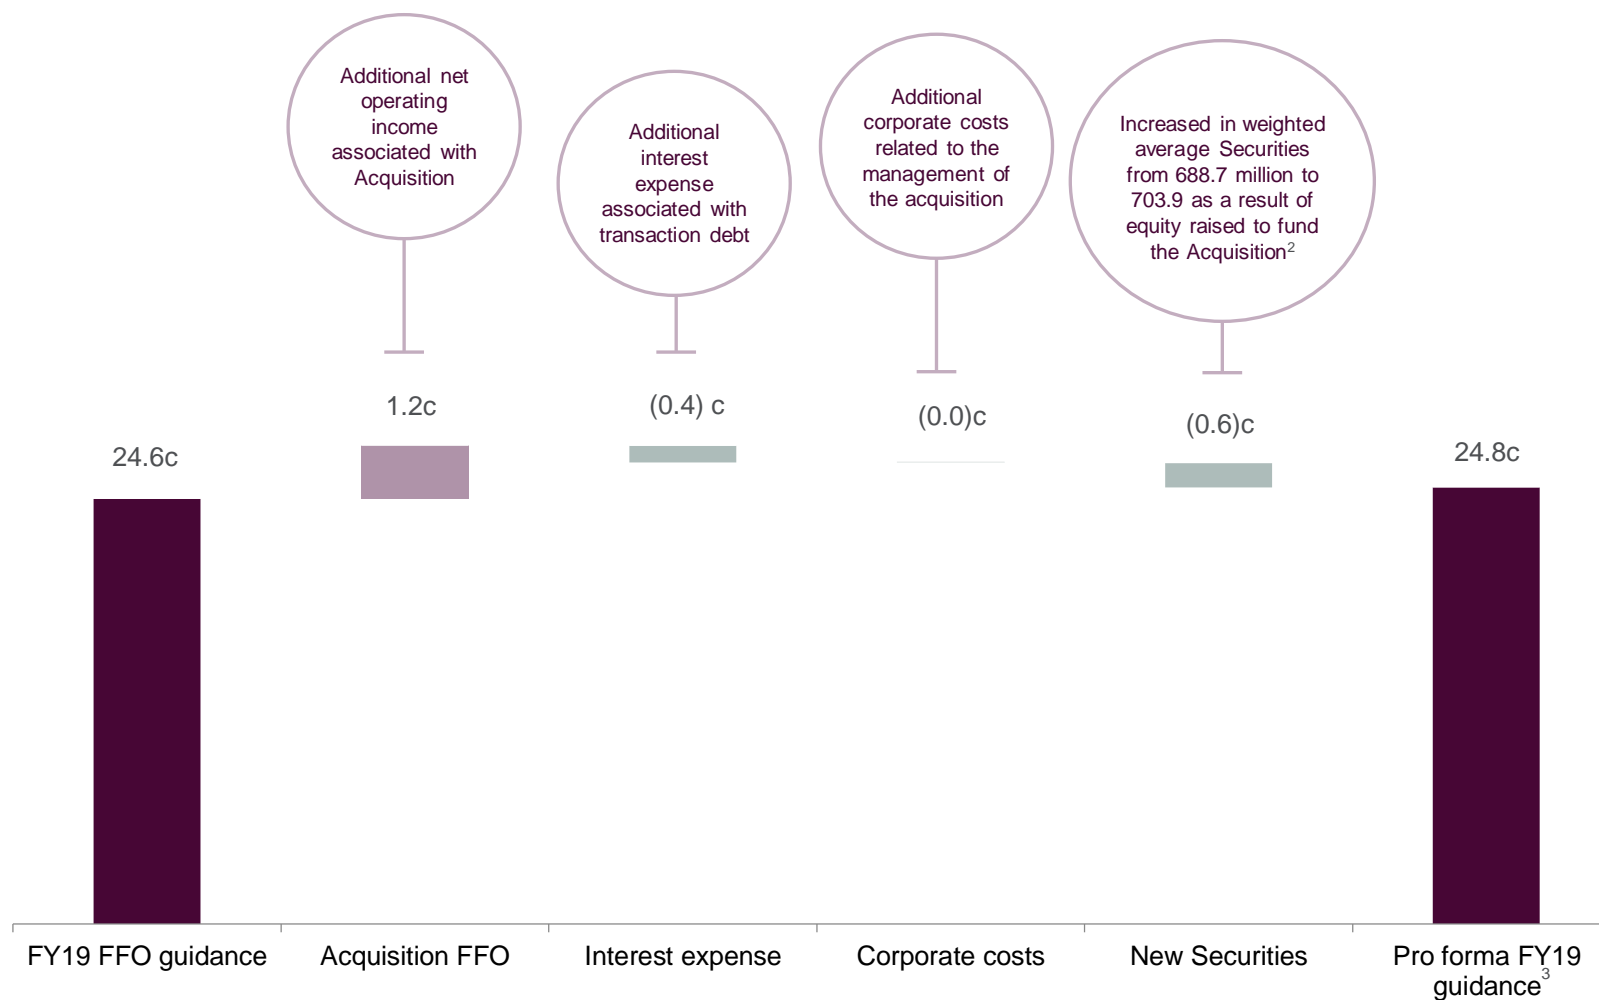 Additional net
operating
income
associated with
Acquisition
Additional
interest
expense
associated with
transaction debt
Additional
corporate costs
related to the
management of
the acquisition
Increased in weighted
average Securities
from 688.7 million to
703.9 as a result of
equity raised to fund
the Acquisition2
24.6c
1.2c
(0.4) c
(0.0)c
(0.6)c
24.8c
FY19 FFO guidance
Acquisition FFO
Interest expense
Corporate costs
New Securities
Pro forma FY19
guidance3